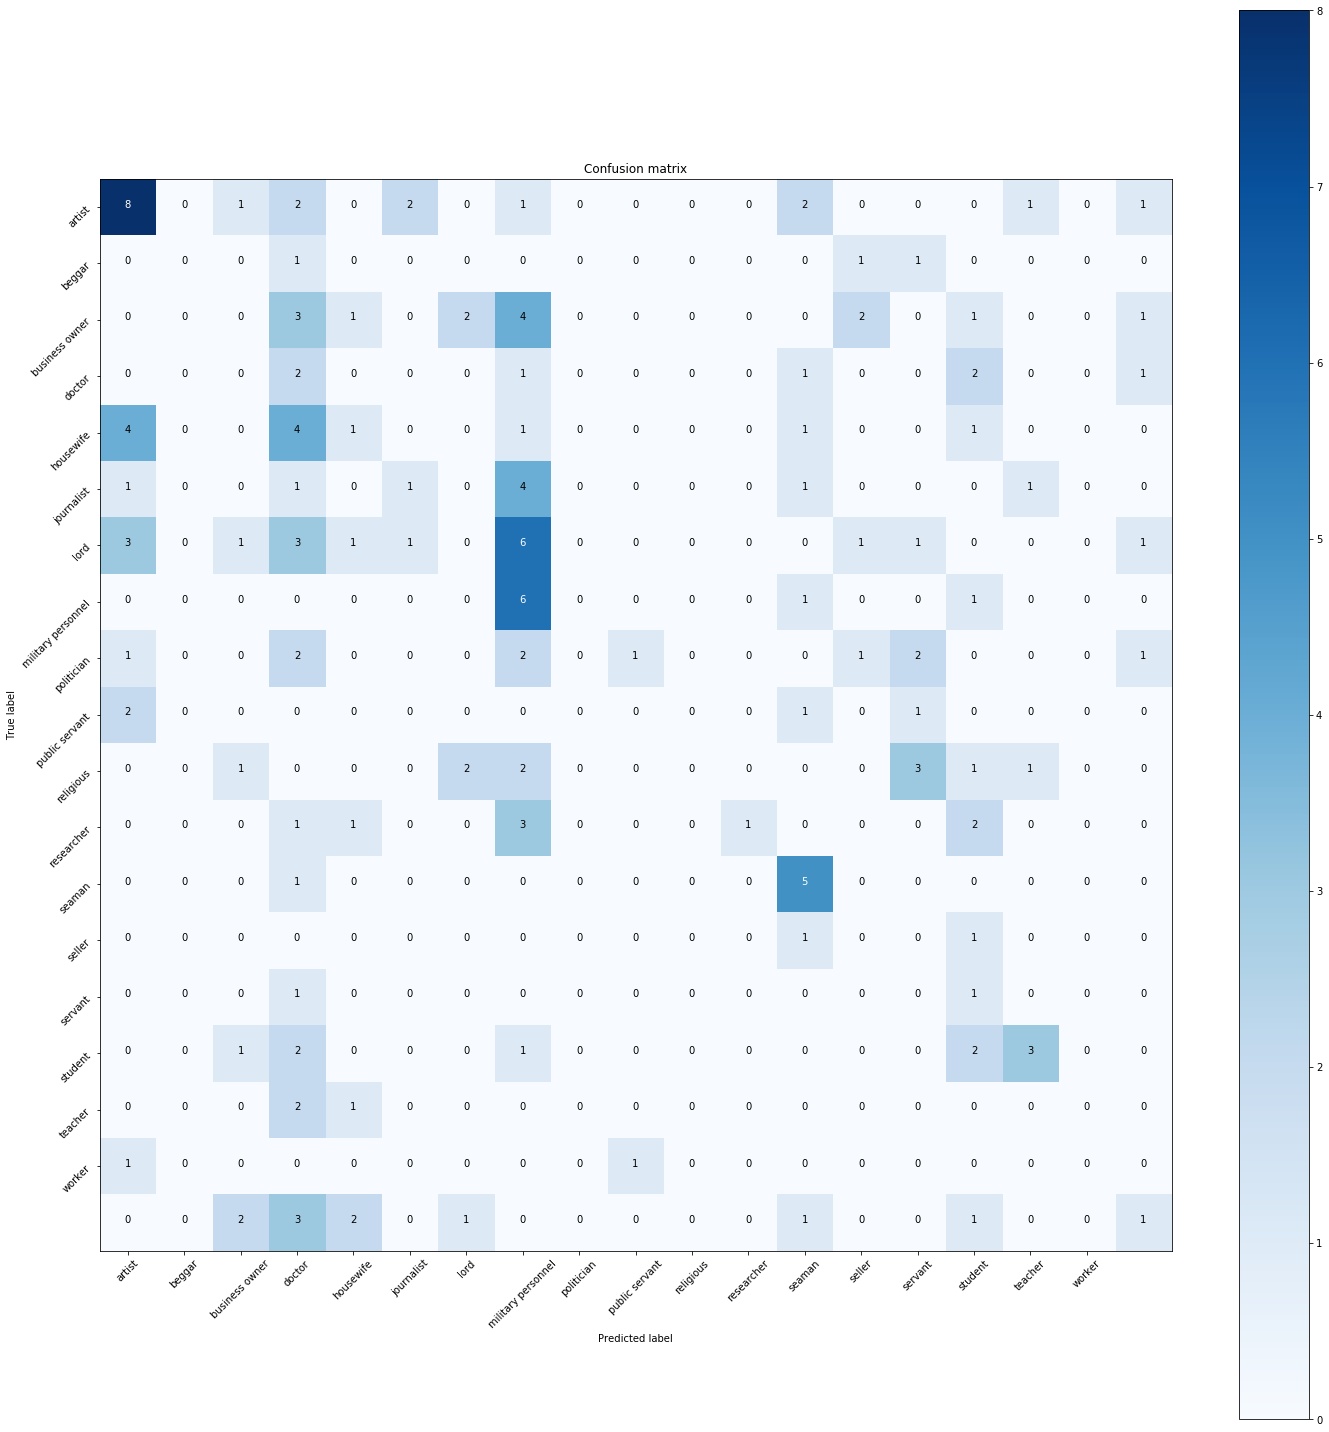 Confusion matrix
artist 8 0 1 2 0 2 0 1 0 0 0 0 2 0 0 0 1 0 1
beggar 0 0 0 1 0 0 0 0 0 0 0 0 0 1 1 0 0 0 0
business owner 0 0 0 3 1 0 2 4 0 0 0 0 0 2 0 1 0 0 1
doctor 0 0 0 2 0 0 0 1 0 0 0 0 1 0 0 2 0 0 1
housewife 4 0 0 4 1 0 0 1 0 0 0 0 1 0 0 1 0 0 0
journalist 1 0 0 1 0 1 0 4 0 0 0 0 1 0 0 0 1 0 0
lord 3 0 1 3 1 1 0 6 0 0 0 0 0 1 1 0 0 0 1
military personnel 0 0 0 0 0 0 0 6 0 0 0 0 1 0 0 1 0 0 0
politician 1 0 0 2 0 0 0 2 0 1 0 0 0 1 2 0 0 0 1
public servant 2 0 0 0 0 0 0 0 0 0 0 0 1 0 1 0 0 0 0
religious 0 0 1 0 0 0 2 2 0 0 0 0 0 0 3 1 1 0 0
researcher 0 0 0 1 1 0 0 3 0 0 0 1 0 0 0 2 0 0 0
seaman 0 0 0 1 0 0 0 0 0 0 0 0 5 0 0 0 0 0 0
seller 0 0 0 0 0 0 0 0 0 0 0 0 1 0 0 1 0 0 0
servant 0 0 0 1 0 0 0 0 0 0 0 0 0 0 0 1 0 0 0
student 0 0 1 2 0 0 0 1 0 0 0 0 0 0 0 2 3 0 0
teacher 0 0 0 2 1 0 0 0 0 0 0 0 0 0 0 0 0 0 0
worker 1 0 0 0 0 0 0 0 0 1 0 0 0 0 0 0 0 0 0
0 0 2 3 2 0 1 0 0 0 0 0 1 0 0 1 0 0 1
artist beggar business owner doctor housewife journalist lord military personnel politician public servant religious researcher seaman seller servant student teacher worker
True label
Predicted label
8
7
6
5
4
3
2
1
0